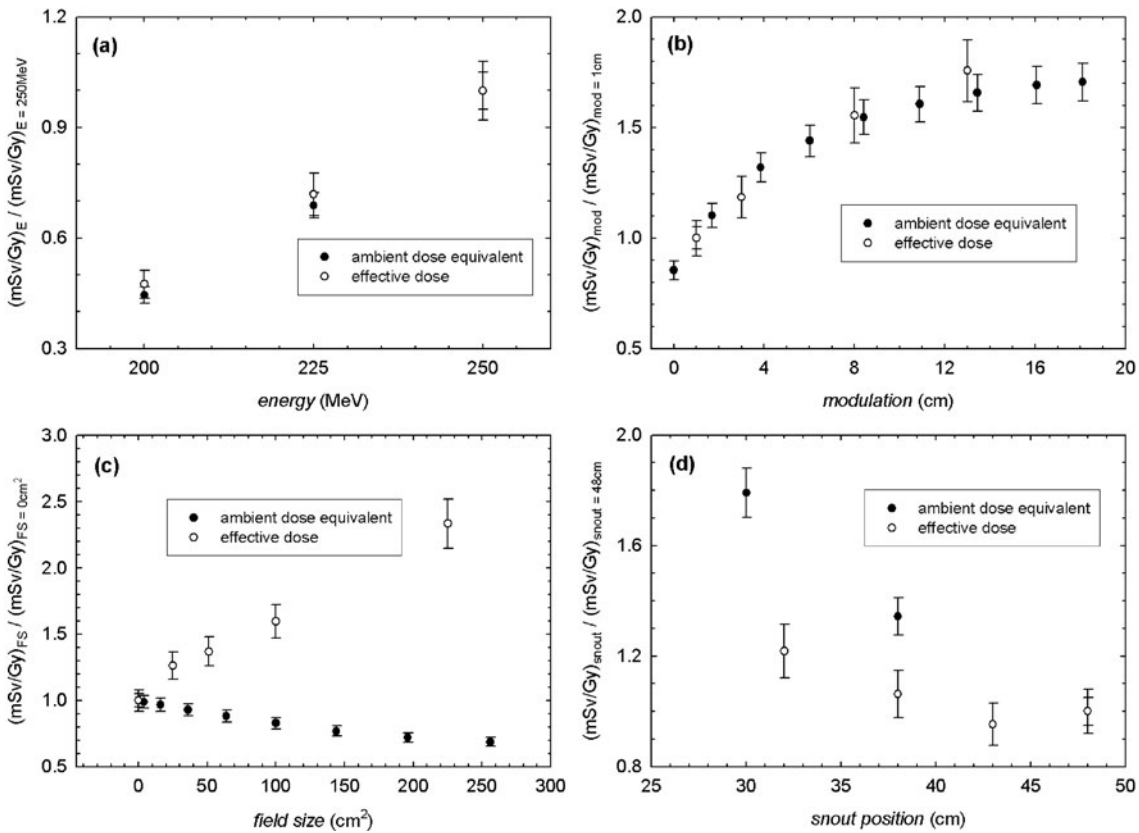 (a)
(mSv/Gy)E / (mSv/Gy)E = 250MeV
1.2
0.9
0.6
0.3
ambient dose equivalent
effective dose
200 225 250
energy (MeV)
(b)
(mSv/Gy)mod / (mSv/Gy)mod = 1cm
2.0
1.5
1.0
0.5
ambient dose equivalent
effective dose
0 4 8 12 16 20
modulation (cm)
(c)
(mSv/Gy)FS / (mSv/Gy)FS = 0cm²
3.0
2.5
2.0
1.5
1.0
0.5
ambient dose equivalent
effective dose
0 50 100 150 200 250 300
field size (cm²)
(d)
(mSv/Gy)snout / (mSv/Gy)snout = 48cm
2.0
1.6
1.2
0.8
ambient dose equivalent
effective dose
25 30 35 40 45 50
snout position (cm)